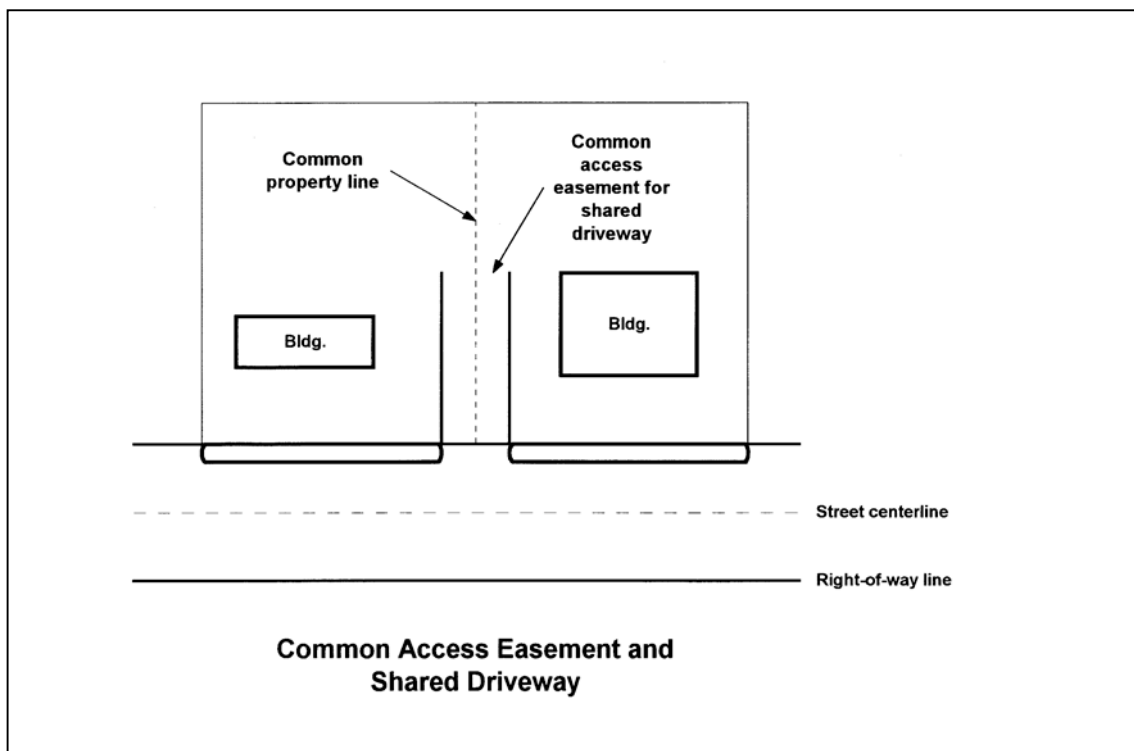 Common
property line
Common
access
easement for
shared
driveway
Bldg.
Bldg.
Street centerline
Right-of-way line
Common Access Easement and
Shared Driveway